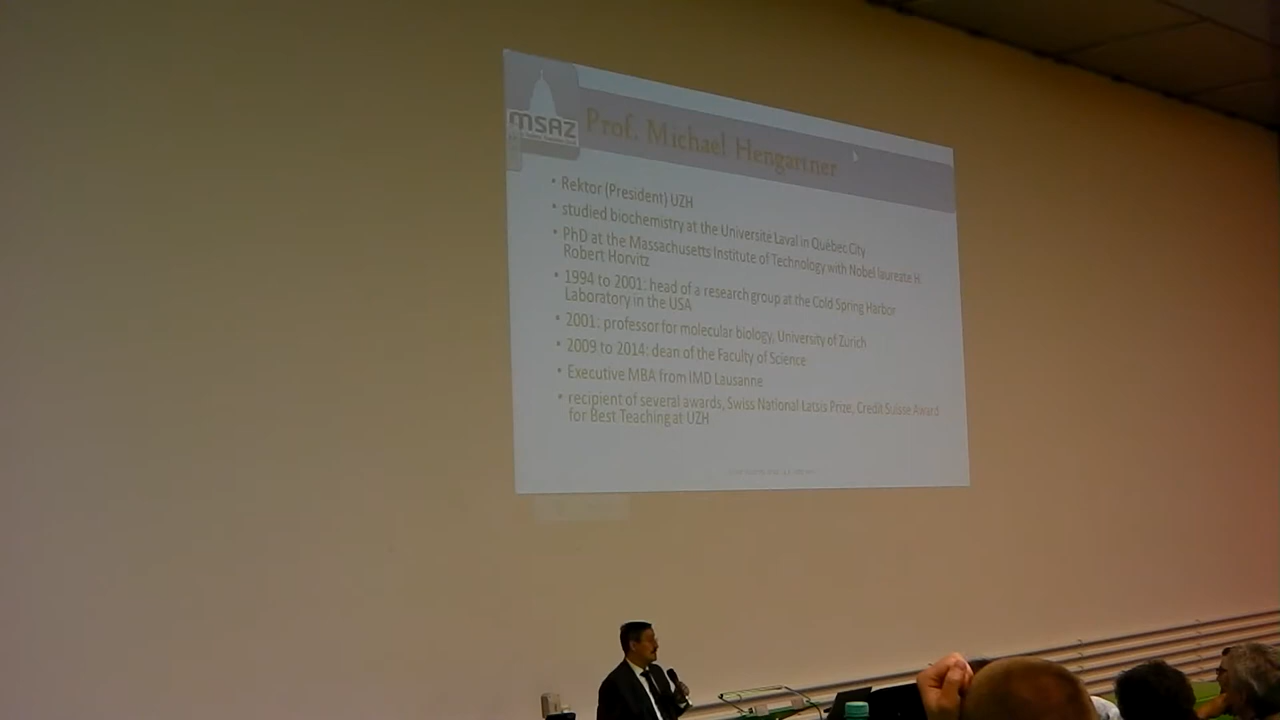 MSAZ
Prof. Michael Hengartner
• Rektor (President) UZH
• studied biochemistry at the Universite Laval in Québec City
• PhD at the Massachusetts Institute of Technology with Nobel laureate H.
Robert Horvitz
• 1994 to 2001: head of a research group at the Cold Spring Harbor
Laboratory in the USA
• 2001: professor for molecular biology, University of Zurich
• 2009 to 2014: dean of the Faculty of Science
• Executive MBA from IMD Lausanne
• recipient of several awards, Swiss National Latsis Prize, Credit Suisse Award
for Best Teaching at UZH